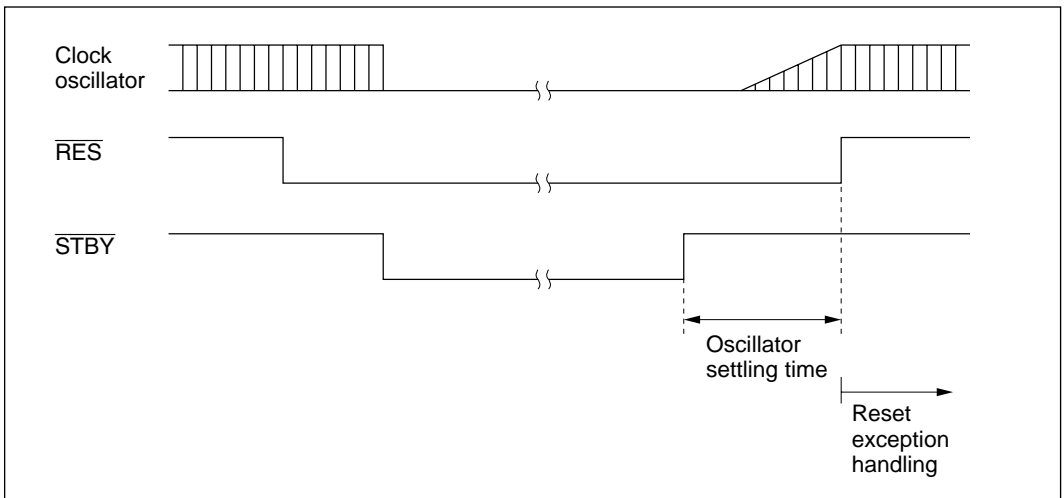 Clock
oscillator
RES
STBY
Oscillator
settling time
Reset
exception
handling